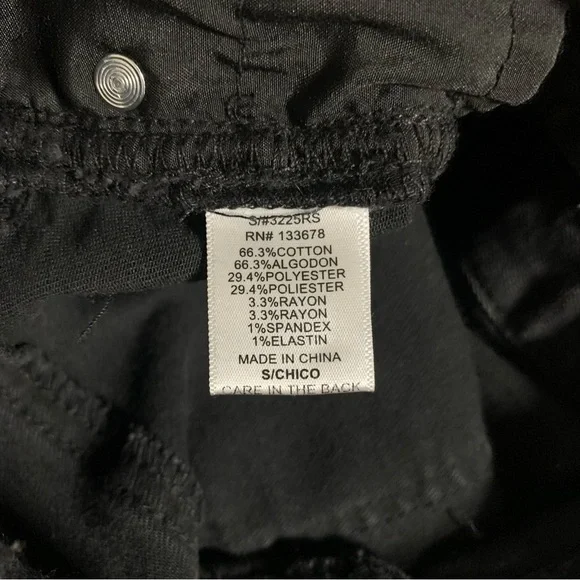 S/#3225RS
RN# 133678
66.3%COTTON
66.3%ALGODON
29.4%POLYESTER
29.4%POLIESTER
3.3%RAYON
3.3%RAYON
1%SPANDEX
1%ELASTIN
MADE IN CHINA
S/CHICO
CARE IN THE BACK